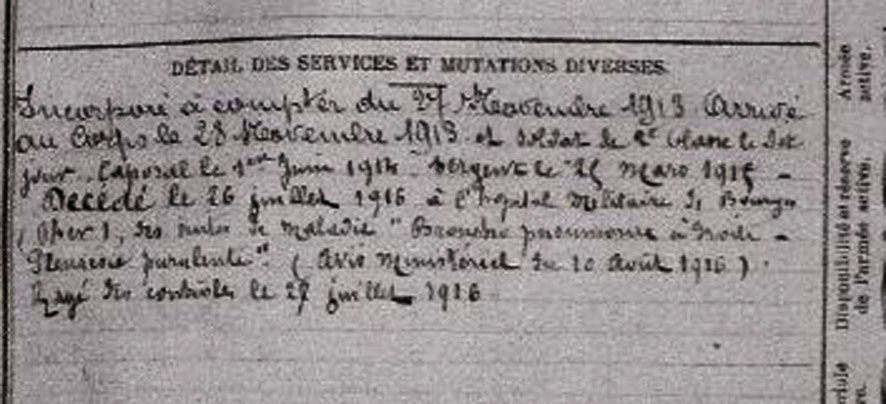 DÉTAIL DES SERVICES ET MUTATIONS DIVERSES.
Incorporé à compter du 27 Novembre 1913. Arrivé
au Corps le 28 Novembre 1913 et soldat de 2e Classe le dit
jour. Caporal le 1er Juin 1914. Sergent le 25 mars 1915 -
Décédé le 26 juillet 1916 à l'hôpital Militaire de Bourges
(Cher), des suites de Maladie "Broncho pneumonie à droite -
Pleuresie purulente". (Avis Ministériel du 10 Août 1916).
Rayé des contrôles le 27 juillet 1916
Armée active.
Disponibilité et réserve de l'armée active.